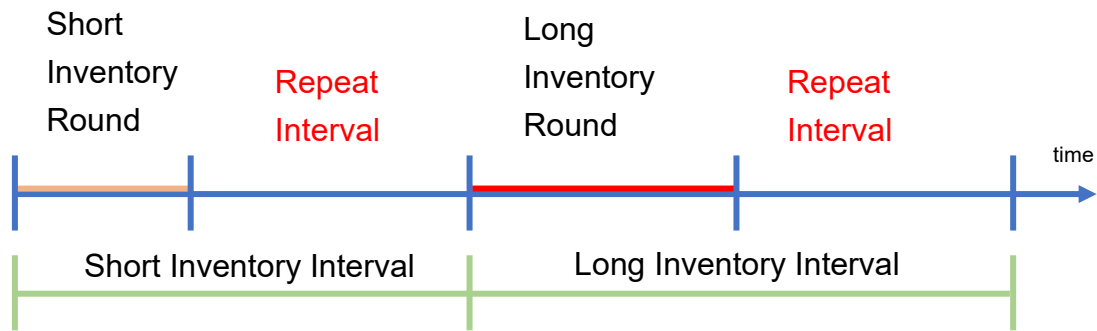 Short
Inventory
Round
Repeat
Interval
Long
Inventory
Round
Repeat
Interval
time
Short Inventory Interval
Long Inventory Interval